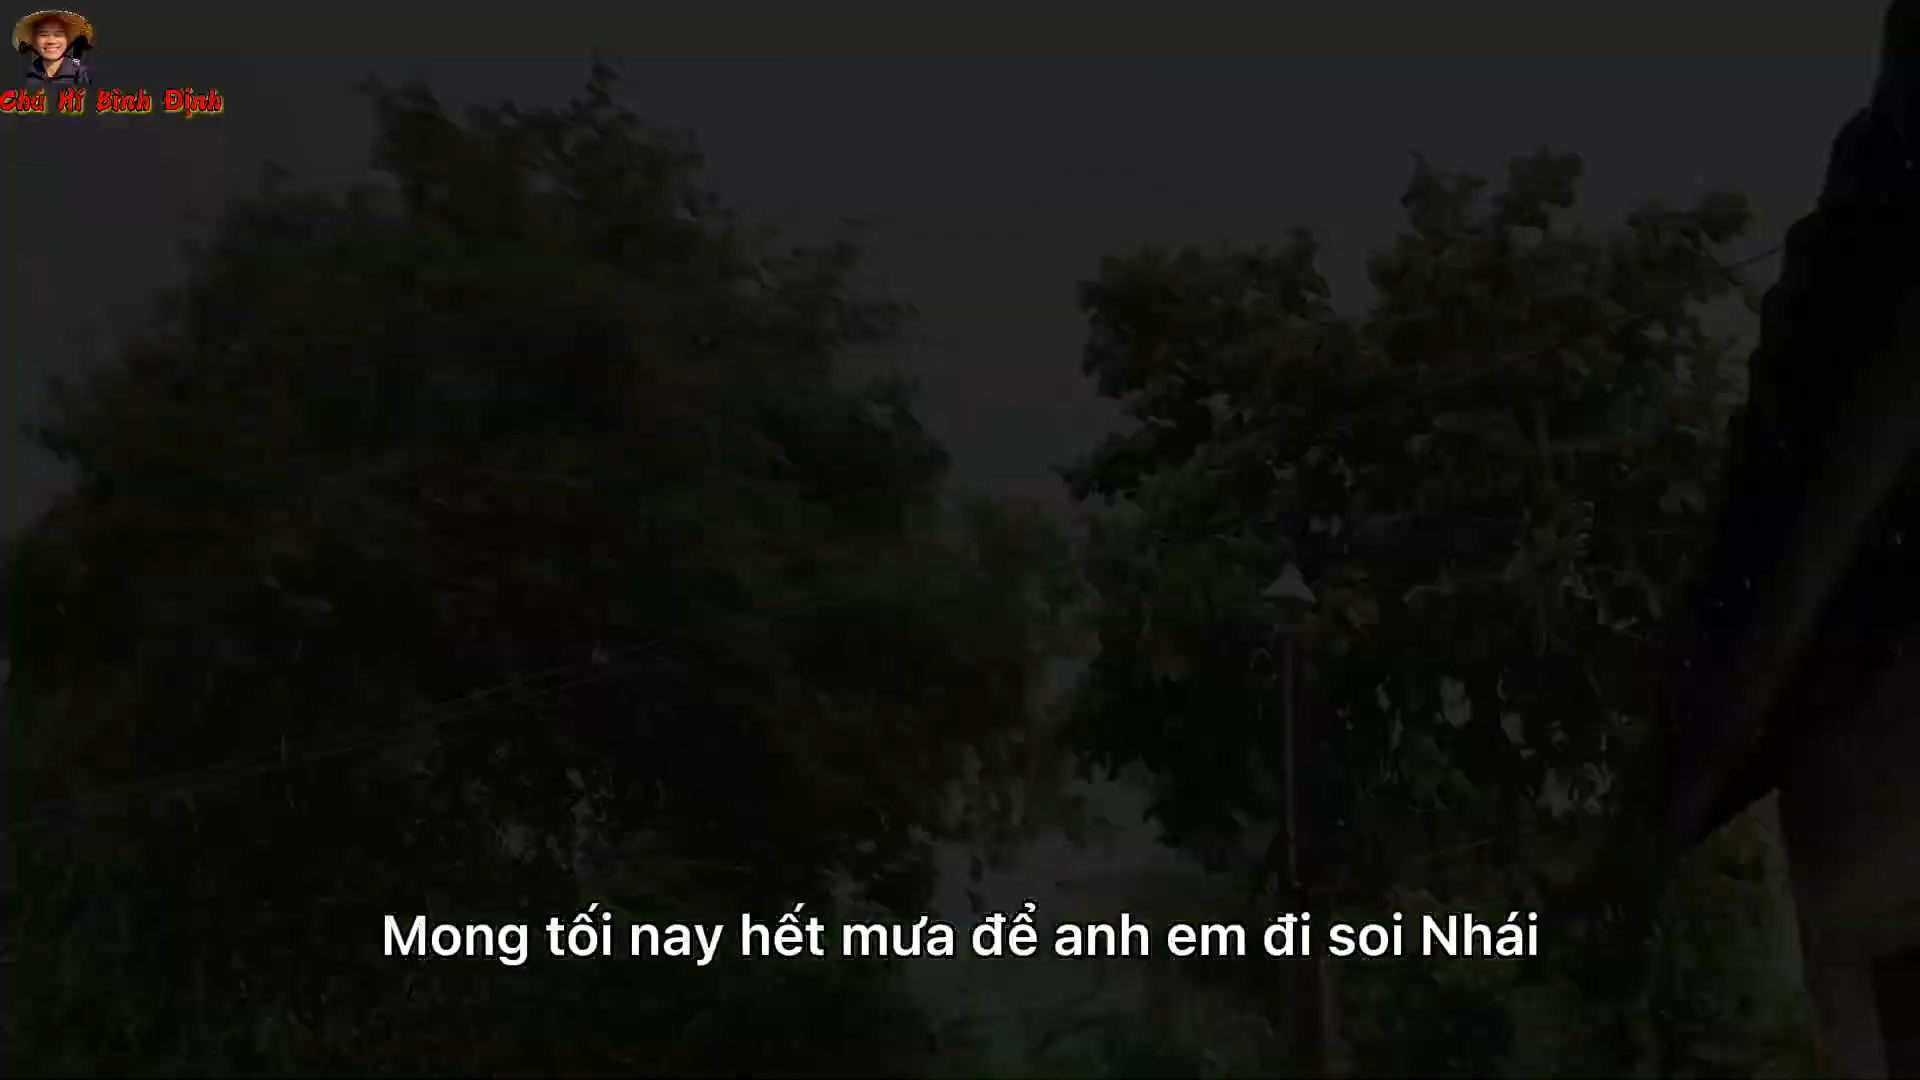 Chú Hí Bình Định
Mong tối nay hết mưa để anh em đi soi Nhái